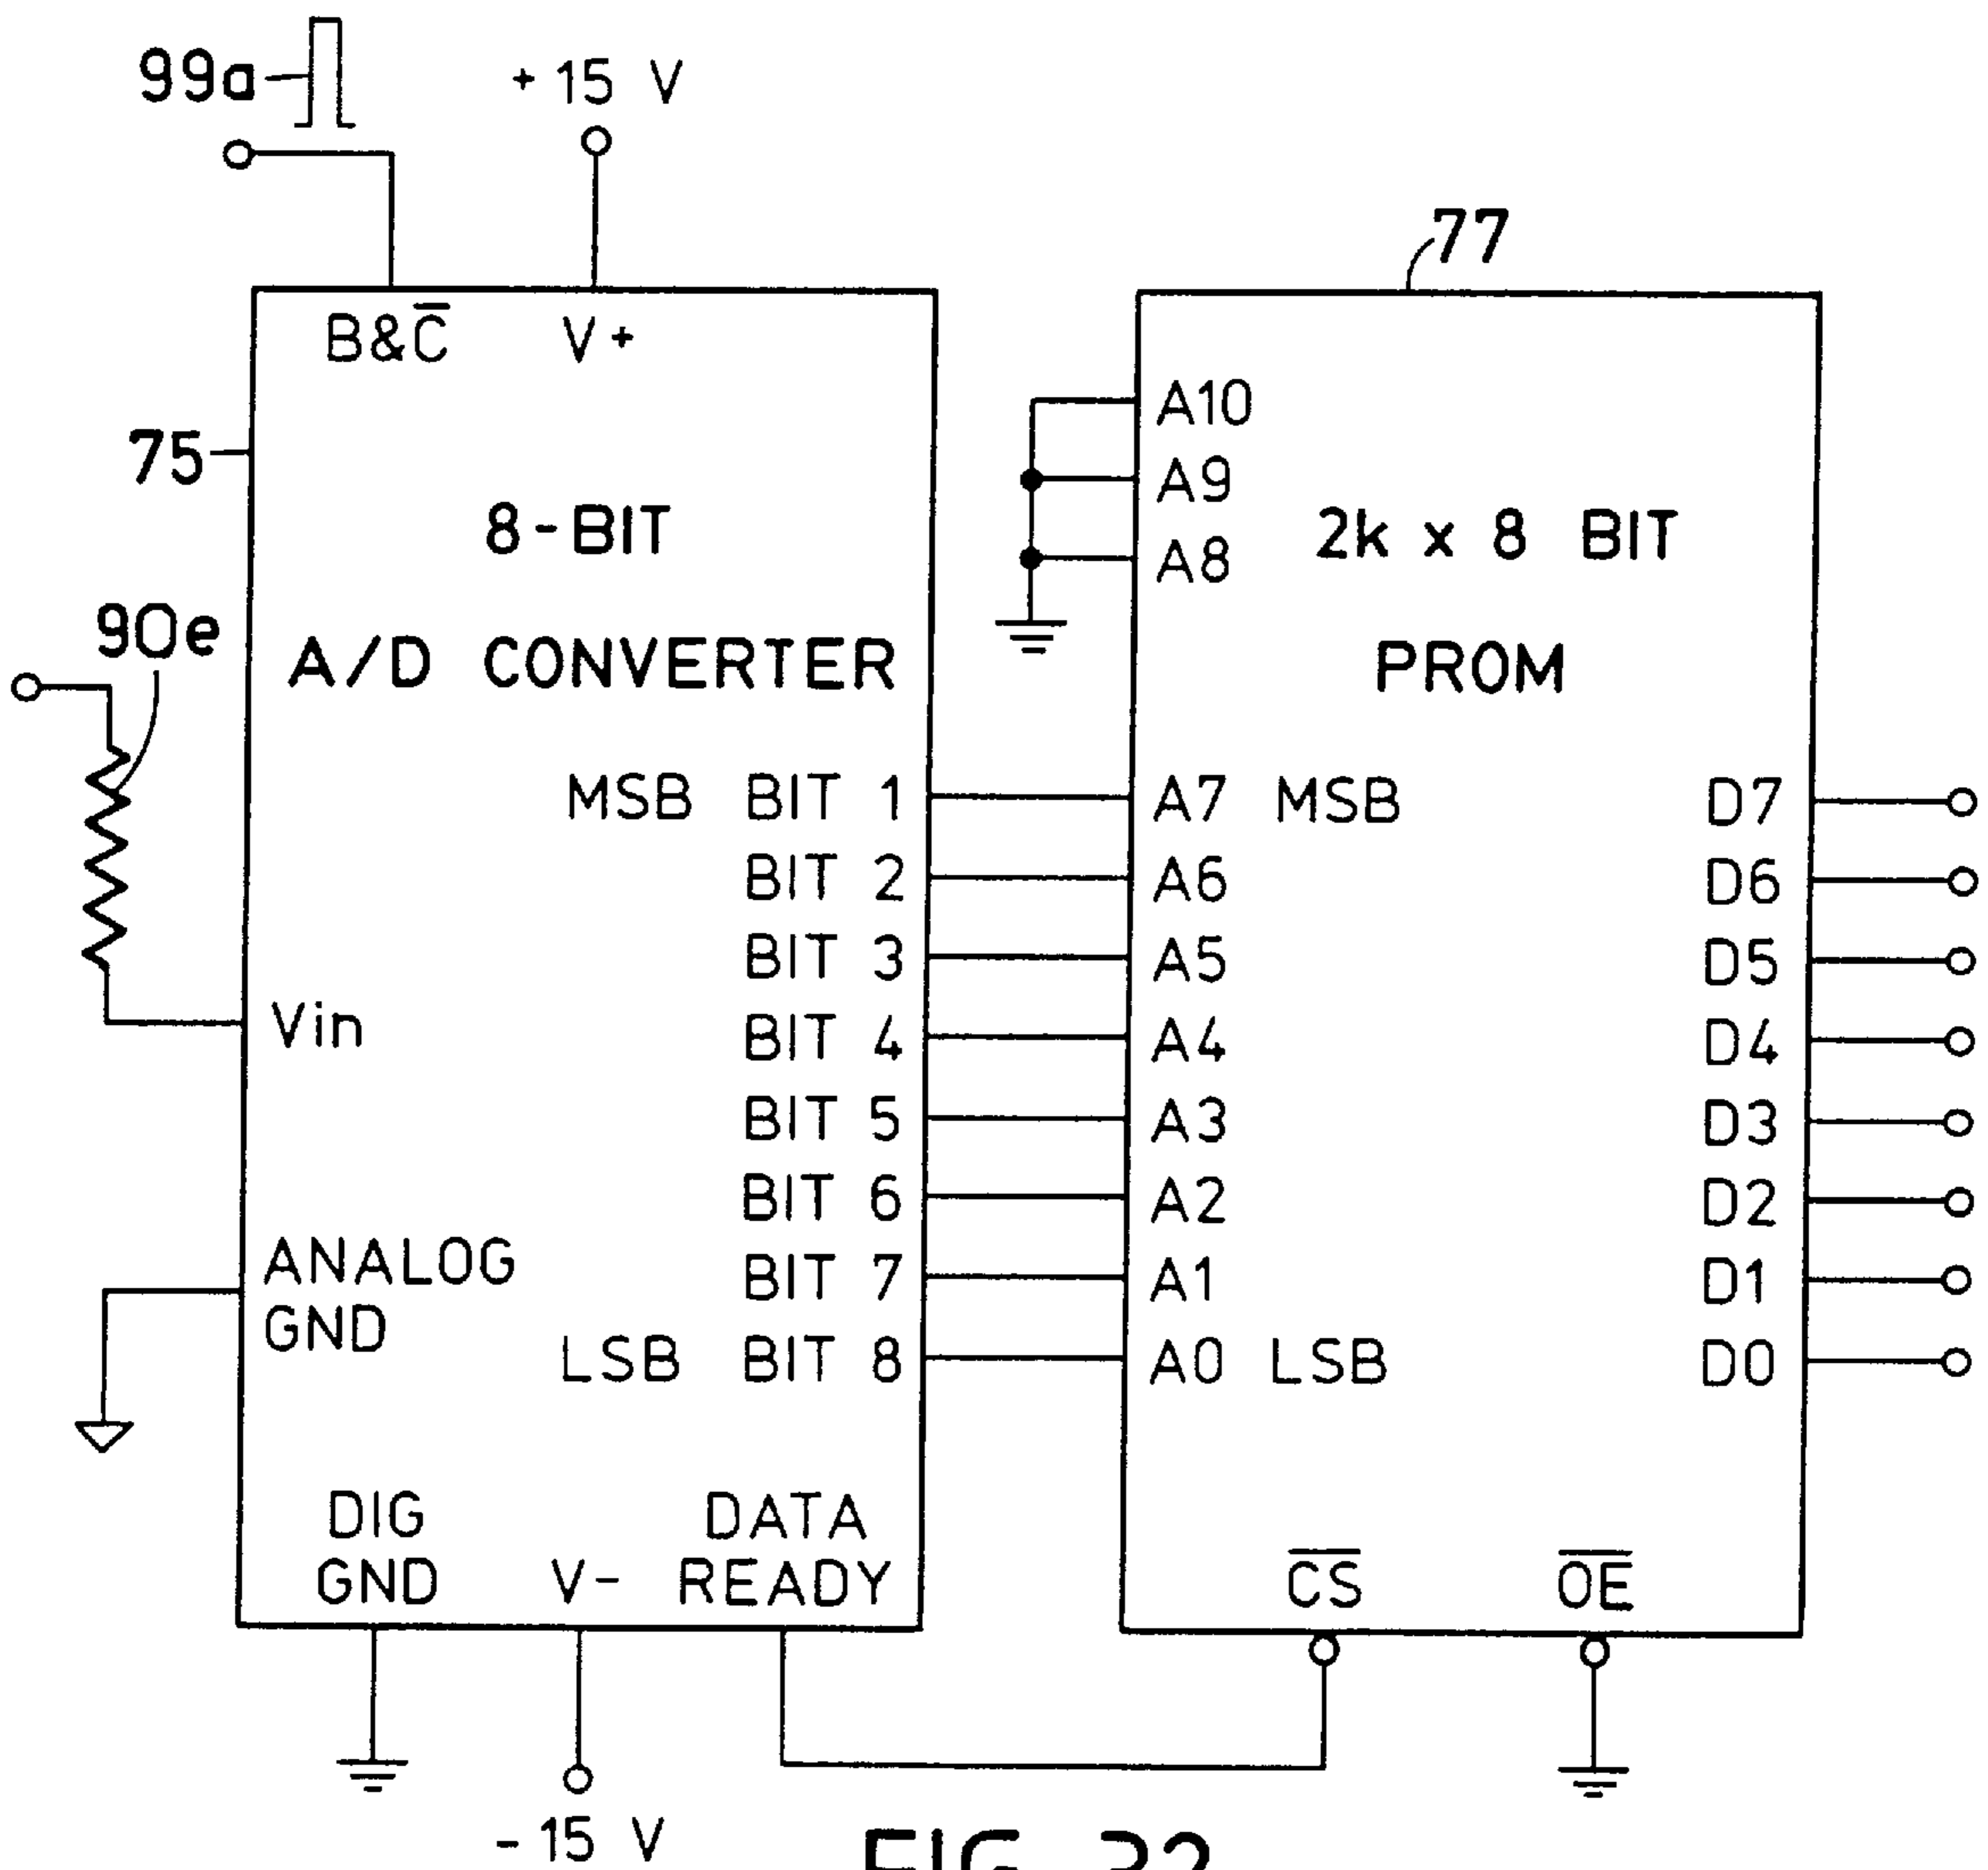 99a
+15 V
77
B&C̅
V+
75
8-BIT
A/D CONVERTER
90e
Vin
ANALOG
GND
MSB BIT 1
BIT 2
BIT 3
BIT 4
BIT 5
BIT 6
BIT 7
LSB BIT 8
DIG
GND
V-
DATA
READY
-15 V
A10
A9
A8
2k x 8 BIT
PROM
A7 MSB
A6
A5
A4
A3
A2
A1
A0 LSB
D7
D6
D5
D4
D3
D2
D1
D0
C̅S̅
O̅E̅